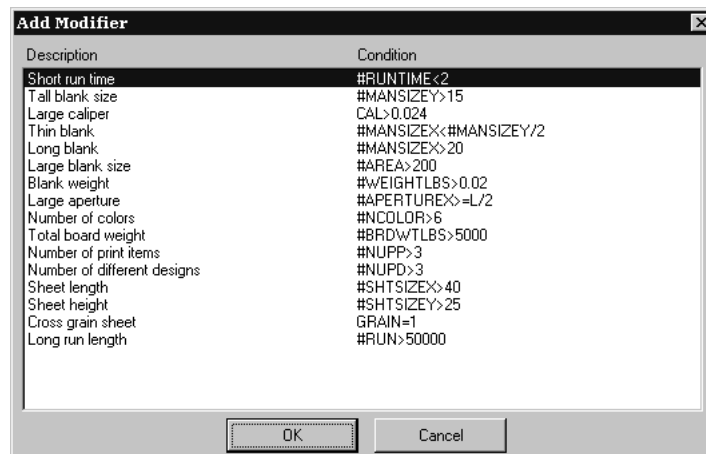 Add Modifier
Description Condition
Short run time #RUNTIME<2
Tall blank size #MANSIZEY>15
Large caliper CAL>0.024
Thin blank #MANSIZEX<#MANSIZEY/2
Long blank #MANSIZEX>20
Large blank size #AREA>200
Blank weight #WEIGHTLBS>0.02
Large aperture #APERTUREX>=L/2
Number of colors #NCOLOR>6
Total board weight #BRDWTLBS>5000
Number of print items #NUPP>3
Number of different designs #NUPD>3
Sheet length #SHTSIZEX>40
Sheet height #SHTSIZEY>25
Cross grain sheet GRAIN=1
Long run length #RUN>50000
OK Cancel